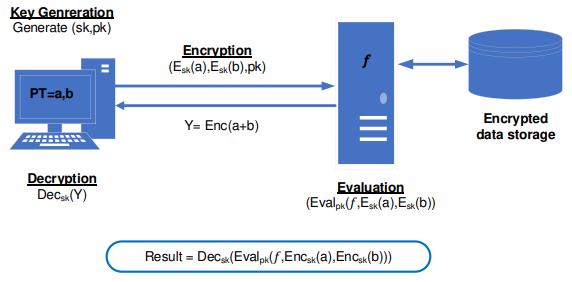 Key Genreration
Generate (sk,pk)
Encryption
(Esk(a),Esk(b),pk)
f
PT=a,b
Y= Enc(a+b)
Encrypted
data storage
Decryption
Decsk(Y)
Evaluation
(Evalpk(f,Esk(a),Esk(b))
Result = Decsk(Evalpk(f,Encsk(a),Encsk(b)))